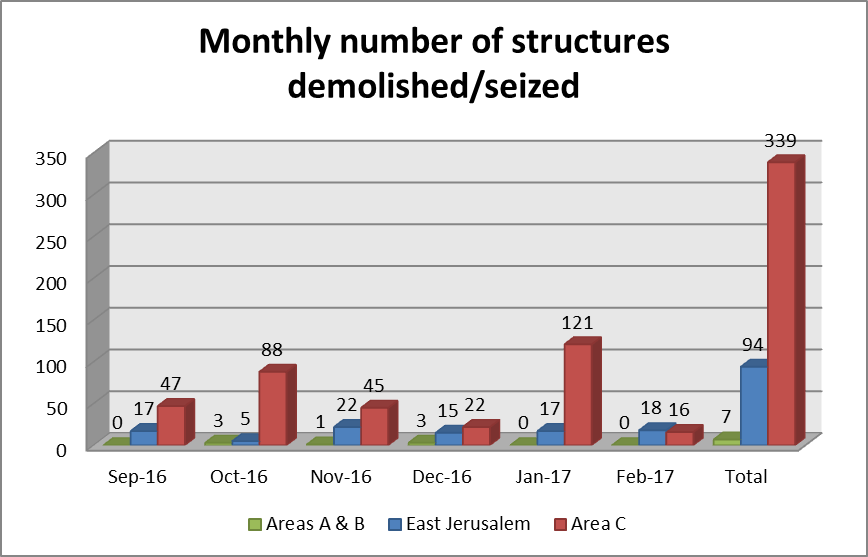 Monthly number of structures
demolished/seized
350
300
250
200
150
100
50
0
0 17 47
3 5 88
1 22 45
3 15 22
0 17 121
0 18 16
7 94 339
Sep-16 Oct-16 Nov-16 Dec-16 Jan-17 Feb-17 Total
Areas A & B East Jerusalem Area C